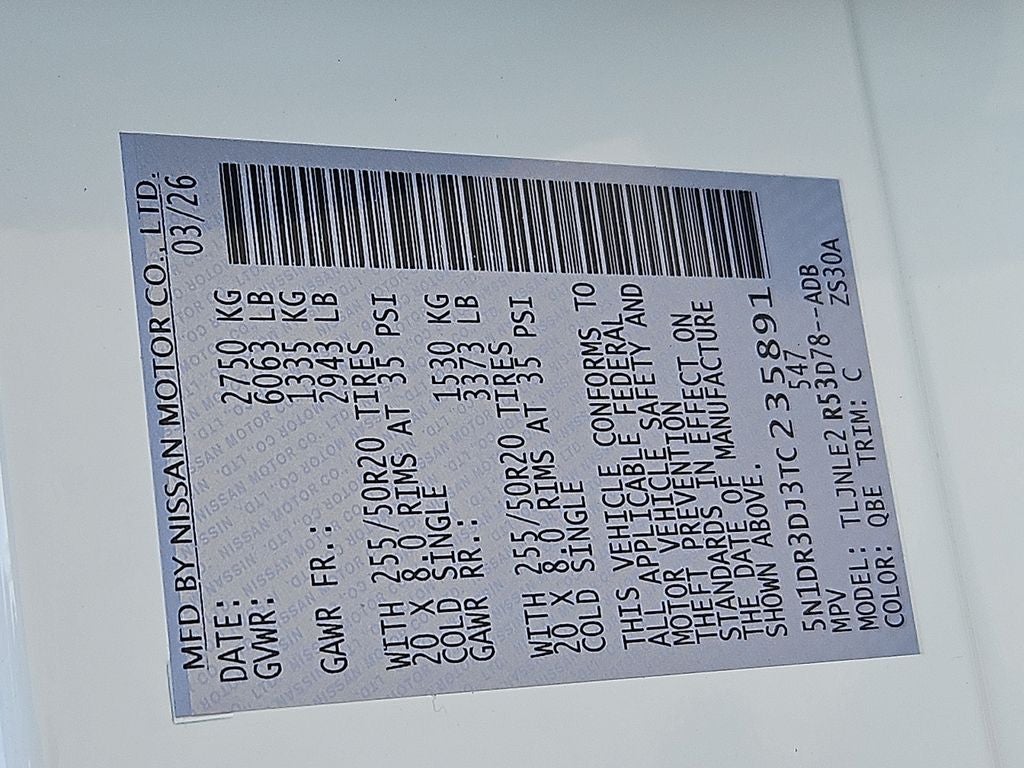 MFD BY NISSAN MOTOR CO., LTD.
DATE: 03/26
GVWR: 2750 KG
6063 LB
GAWR FR.: 1335 KG
2943 LB
WITH 255/50R20 TIRES
20 X 8.0 RIMS AT 35 PSI
COLD SINGLE
GAWR RR.: 1530 KG
3373 LB
WITH 255/50R20 TIRES
20 X 8.0 RIMS AT 35 PSI
COLD SINGLE
THIS VEHICLE CONFORMS TO
ALL APPLICABLE FEDERAL
MOTOR VEHICLE SAFETY AND
THEFT PREVENTION
STANDARDS IN EFFECT ON
THE DATE OF MANUFACTURE
SHOWN ABOVE.
5N1DR3DJ3TC235891
MPV 547
MODEL: TLJNLE2 R53D78--ADB
COLOR: QBE TRIM: C ZS30A